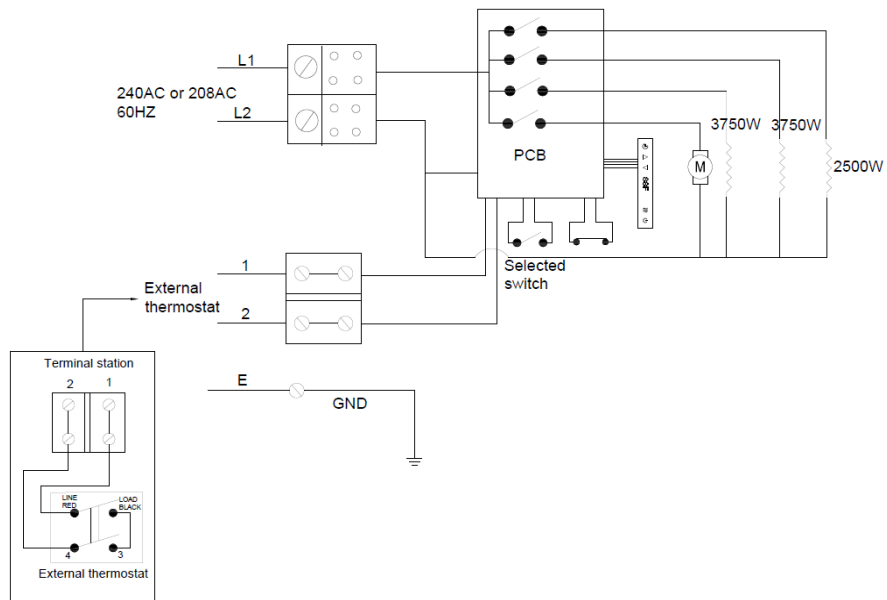 L1
240AC or 208AC
60HZ
L2
PCB
3750W
3750W
2500W
M
Selected
switch
External
thermostat
1
2
E
GND
Terminal station
2
1
LINE
RED
LOAD
BLACK
4
3
External thermostat